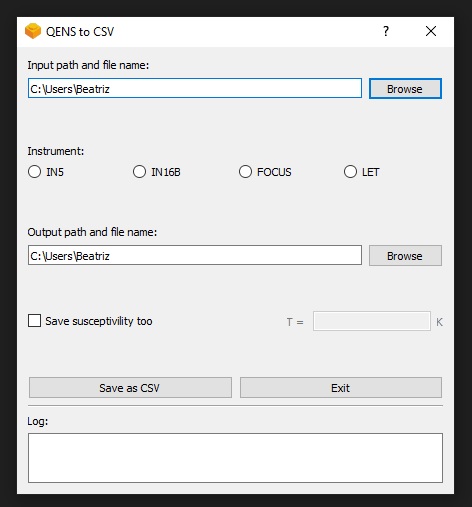 QENS to CSV ?
Input path and file name:
C:\Users\Beatriz Browse
Instrument:
IN5 IN16B FOCUS LET
Output path and file name:
C:\Users\Beatriz Browse
Save susceptivility too T = K
Save as CSV Exit
Log: